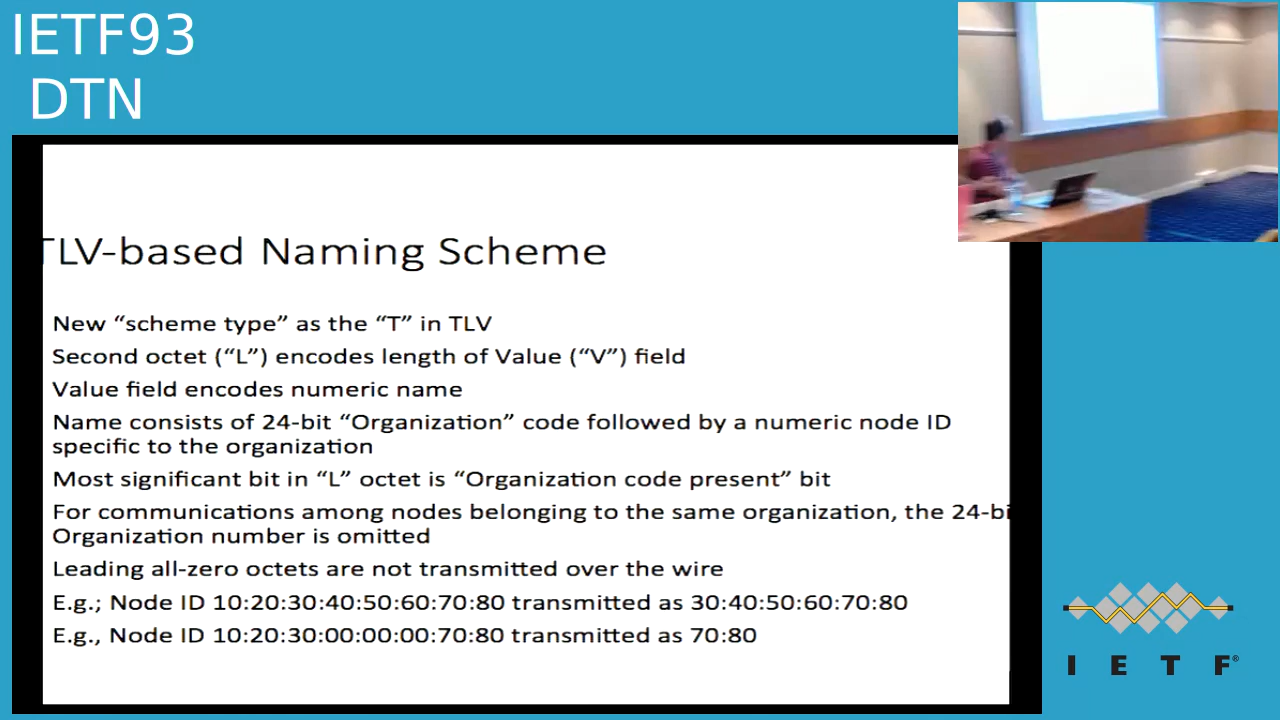 IETF93
DTN
TLV-based Naming Scheme
New “scheme type” as the “T” in TLV
Second octet (“L”) encodes length of Value (“V”) field
Value field encodes numeric name
Name consists of 24-bit “Organization” code followed by a numeric node ID
specific to the organization
Most significant bit in “L” octet is “Organization code present” bit
For communications among nodes belonging to the same organization, the 24-bi
Organization number is omitted
Leading all-zero octets are not transmitted over the wire
E.g.; Node ID 10:20:30:40:50:60:70:80 transmitted as 30:40:50:60:70:80
E.g., Node ID 10:20:30:00:00:00:70:80 transmitted as 70:80
I E T F®